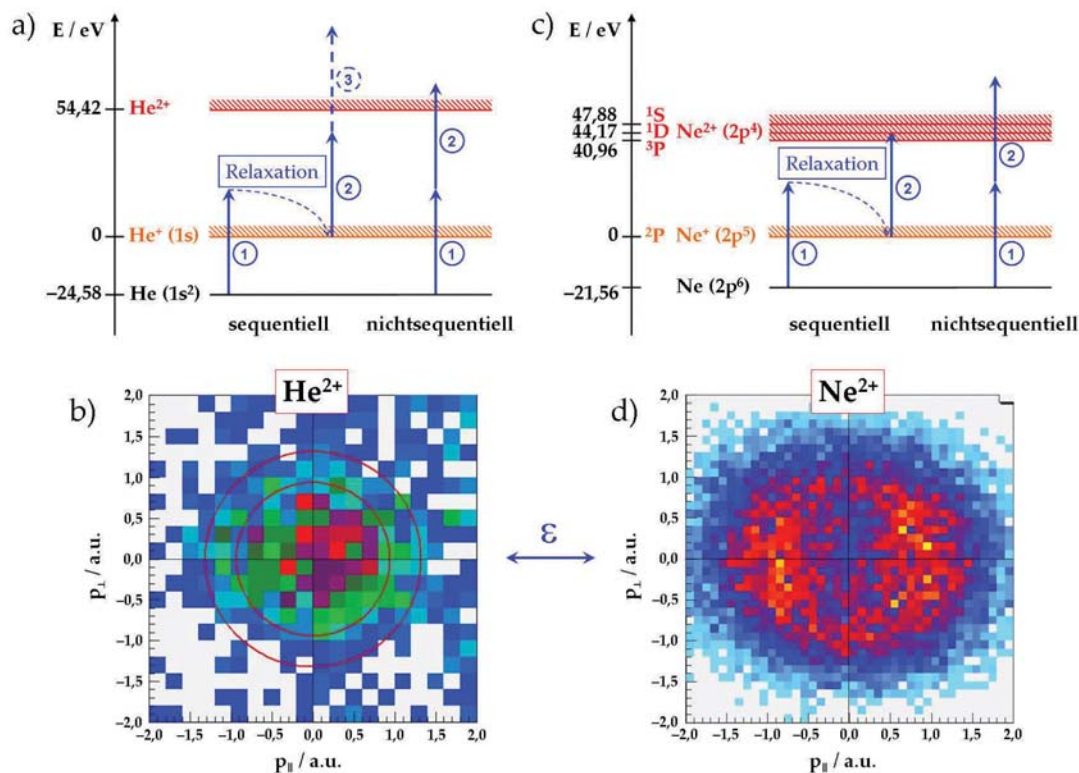 a)
E / eV
54,42
He²⁺
Relaxation
③
②
②
0
He⁺ (1s)
①
①
−24,58
He (1s²)
sequentiell
nichtsequentiell
c)
E / eV
47,88
44,17
40,96
¹S
¹D
³P
Ne²⁺ (2p⁴)
Relaxation
②
②
0
²P
Ne⁺ (2p⁵)
①
①
−21,56
Ne (2p⁶)
sequentiell
nichtsequentiell
b)
He²⁺
p⊥ / a.u.
2,0
1,5
1,0
0,5
0,0
−0,5
−1,0
−1,5
−2,0
−2,0 −1,5 −1,0 −0,5 0,0 0,5 1,0 1,5 2,0
p∥ / a.u.
ε
d)
Ne²⁺
p⊥ / a.u.
2,0
1,5
1,0
0,5
0,0
−0,5
−1,0
−1,5
−2,0
−2,0 −1,5 −1,0 −0,5 0,0 0,5 1,0 1,5 2,0
p∥ / a.u.